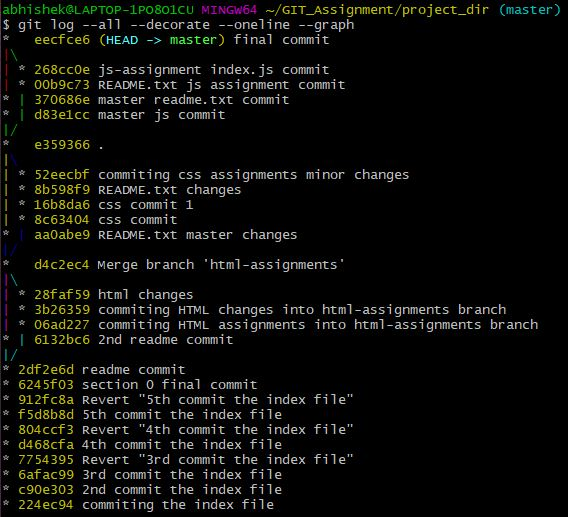 abhishek@LAPTOP-1PO8O1CU MINGW64 ~/GIT_Assignment/project_dir (master)
$ git log --all --decorate --oneline --graph
*   eecfce6 (HEAD -> master) final commit
|\
| * 268cc0e js-assignment index.js commit
| * 00b9c73 README.txt js assignment commit
* | 370686e master readme.txt commit
* | d83e1cc master js commit
|/
*   e359366 .
|\
| * 52eecbf commiting css assignments minor changes
| * 8b598f9 README.txt changes
| * 16b8da6 css commit 1
| * 8c63404 css commit
* | aa0abe9 README.txt master changes
|/
*   d4c2ec4 Merge branch 'html-assignments'
|\
| * 28faf59 html changes
| * 3b26359 commiting HTML changes into html-assignments branch
| * 06ad227 commiting HTML assignments into html-assignments branch
* | 6132bc6 2nd readme commit
|/
* 2df2e6d readme commit
* 6245f03 section 0 final commit
* 912fc8a Revert "5th commit the index file"
* f5d8b8d 5th commit the index file
* 804ccf3 Revert "4th commit the index file"
* d468cfa 4th commit the index file
* 7754395 Revert "3rd commit the index file"
* 6afac99 3rd commit the index file
* c90e303 2nd commit the index file
* 224ec94 commiting the index file